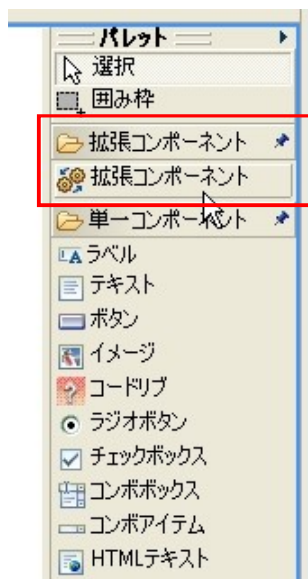 パレット
選択
囲み枠
拡張コンポーネント
拡張コンポーネント
単一コンポーネント
ラベル
テキスト
ボタン
イメージ
コードリブ
ラジオボタン
チェックボックス
コンボボックス
コンボアイテム
HTMLテキスト